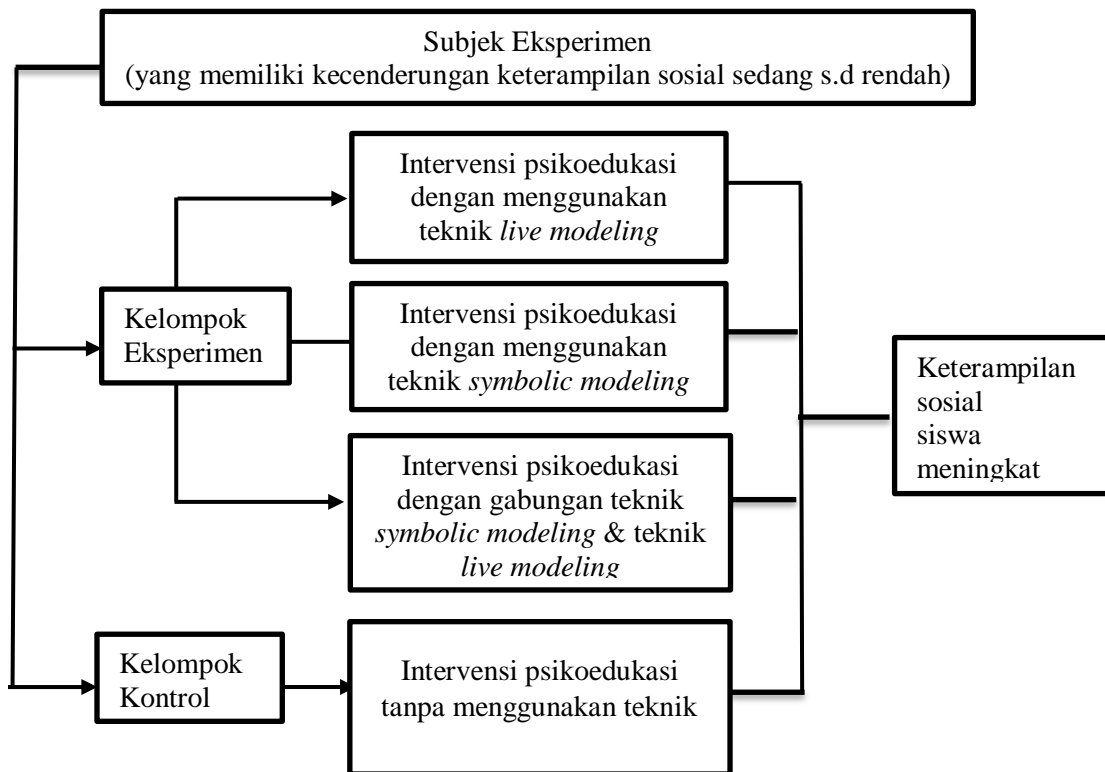 Subjek Eksperimen
(yang memiliki kecenderungan keterampilan sosial sedang s.d rendah)
Intervensi psikoedukasi
dengan menggunakan
teknik live modeling
Kelompok
Eksperimen
Intervensi psikoedukasi
dengan menggunakan
teknik symbolic modeling
Intervensi psikoedukasi
dengan gabungan teknik
symbolic modeling & teknik
live modeling
Kelompok
Kontrol
Intervensi psikoedukasi
tanpa menggunakan teknik
Keterampilan
sosial
siswa
meningkat